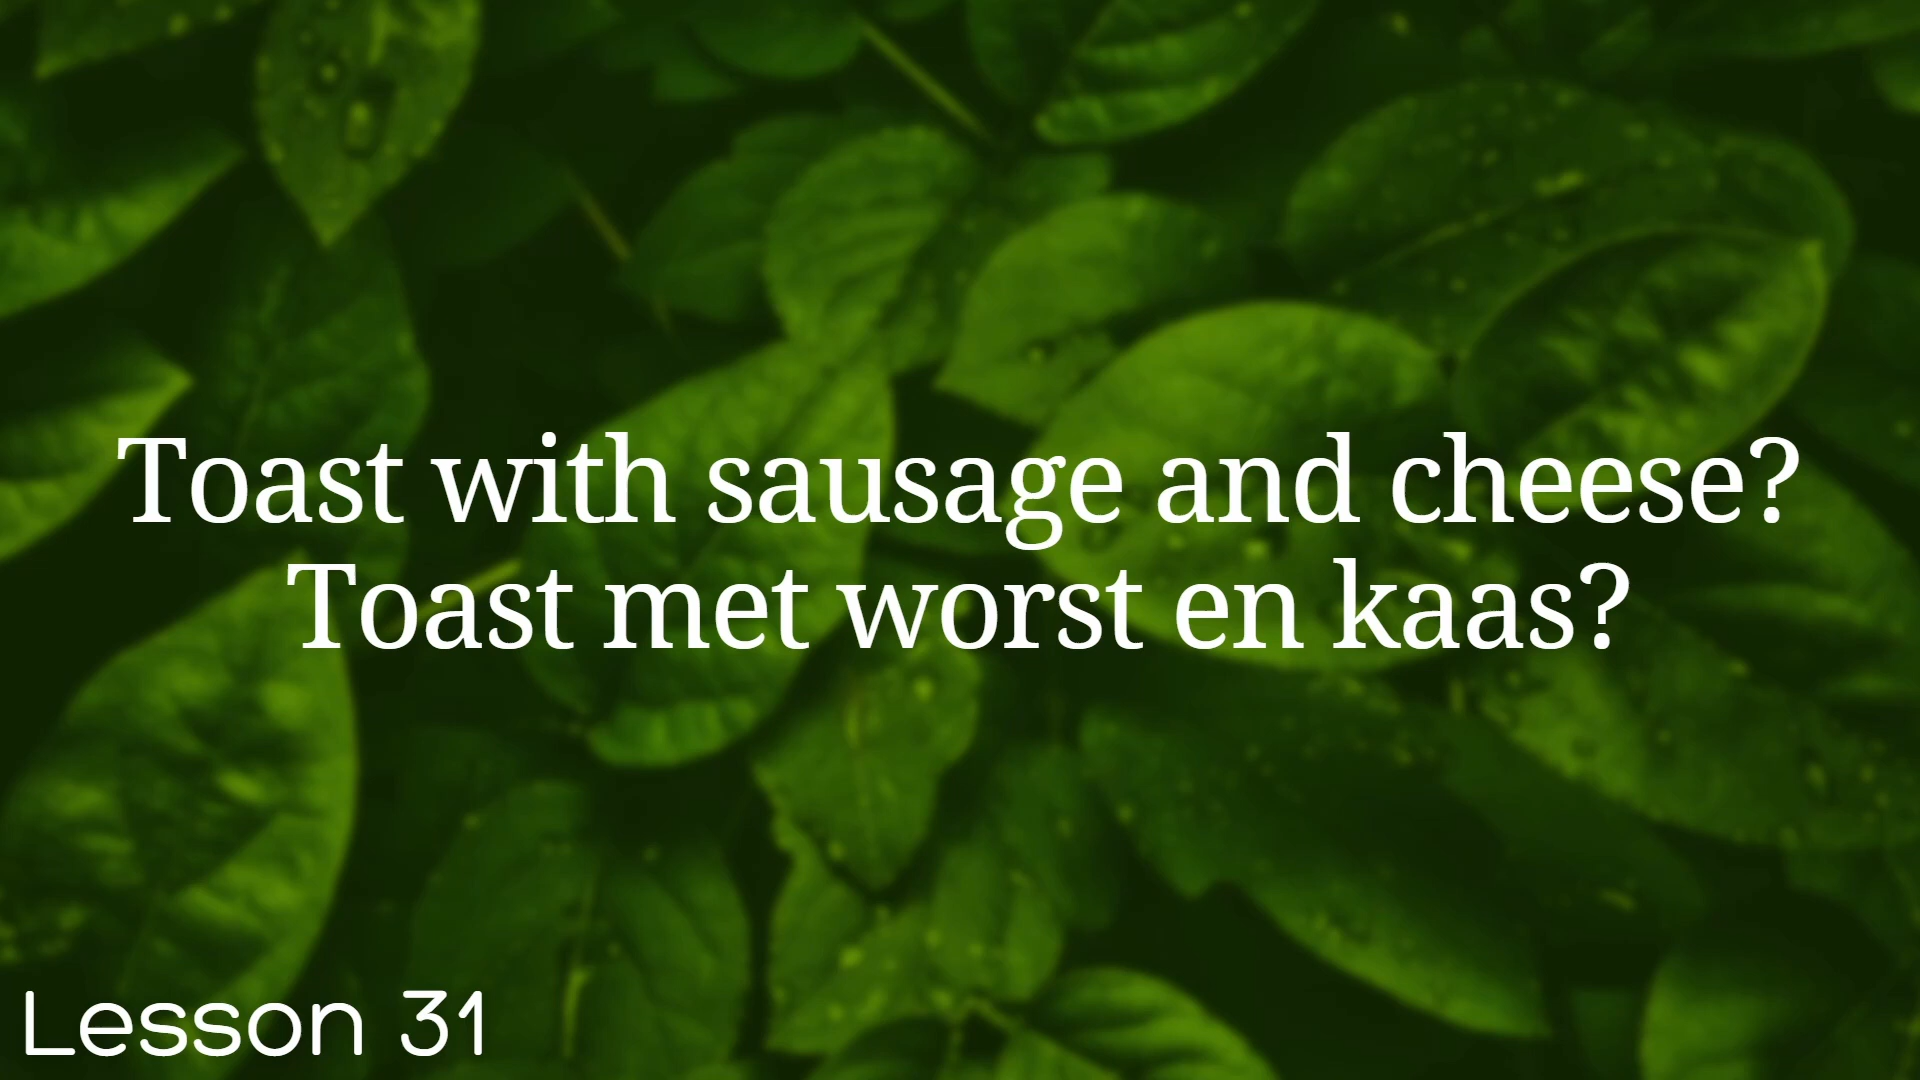 Toast with sausage and cheese?
Toast met worst en kaas?
Lesson 31